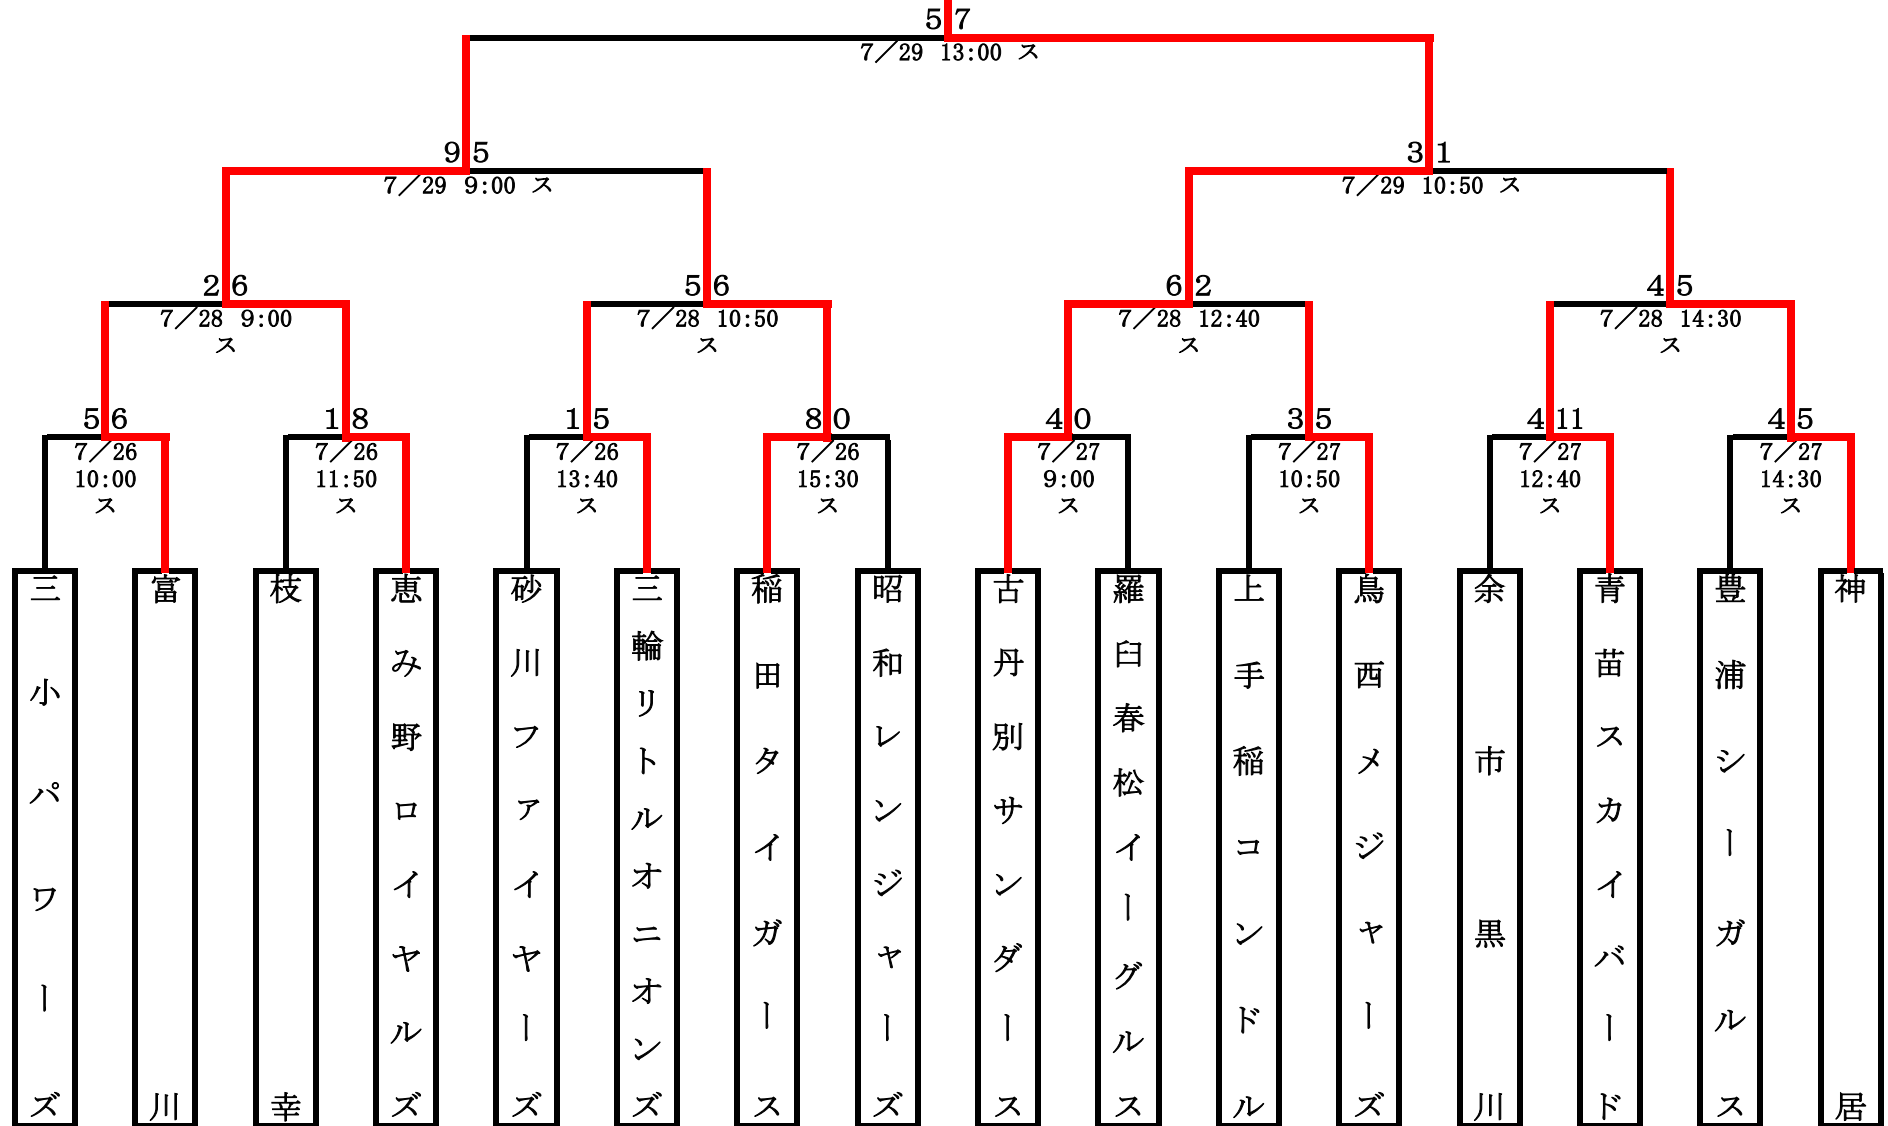 5 7
7／29 13:00 ス
9 5
7／29 9:00 ス
3 1
7／29 10:50 ス
2 6
7／28 9:00
ス
5 6
7／28 10:50
ス
6 2
7／28 12:40
ス
4 5
7／28 14:30
ス
5 6
7／26
10:00
ス
1 8
7／26
11:50
ス
1 5
7／26
13:40
ス
8 0
7／26
15:30
ス
4 0
7／27
9:00
ス
3 5
7／27
10:50
ス
4 11
7／27
12:40
ス
4 5
7／27
14:30
ス
三小パワーズ
富川
枝幸
恵み野ロイヤルズ
砂川ファイヤーズ
三輪リトルオニオンズ
稲田タイガース
昭和レンジャーズ
古丹別サンダース
羅臼春松イーグルス
上手稲コンドル
鳥西メジャーズ
余市黒川
青苗スカイバード
豊浦シーガルス
神居